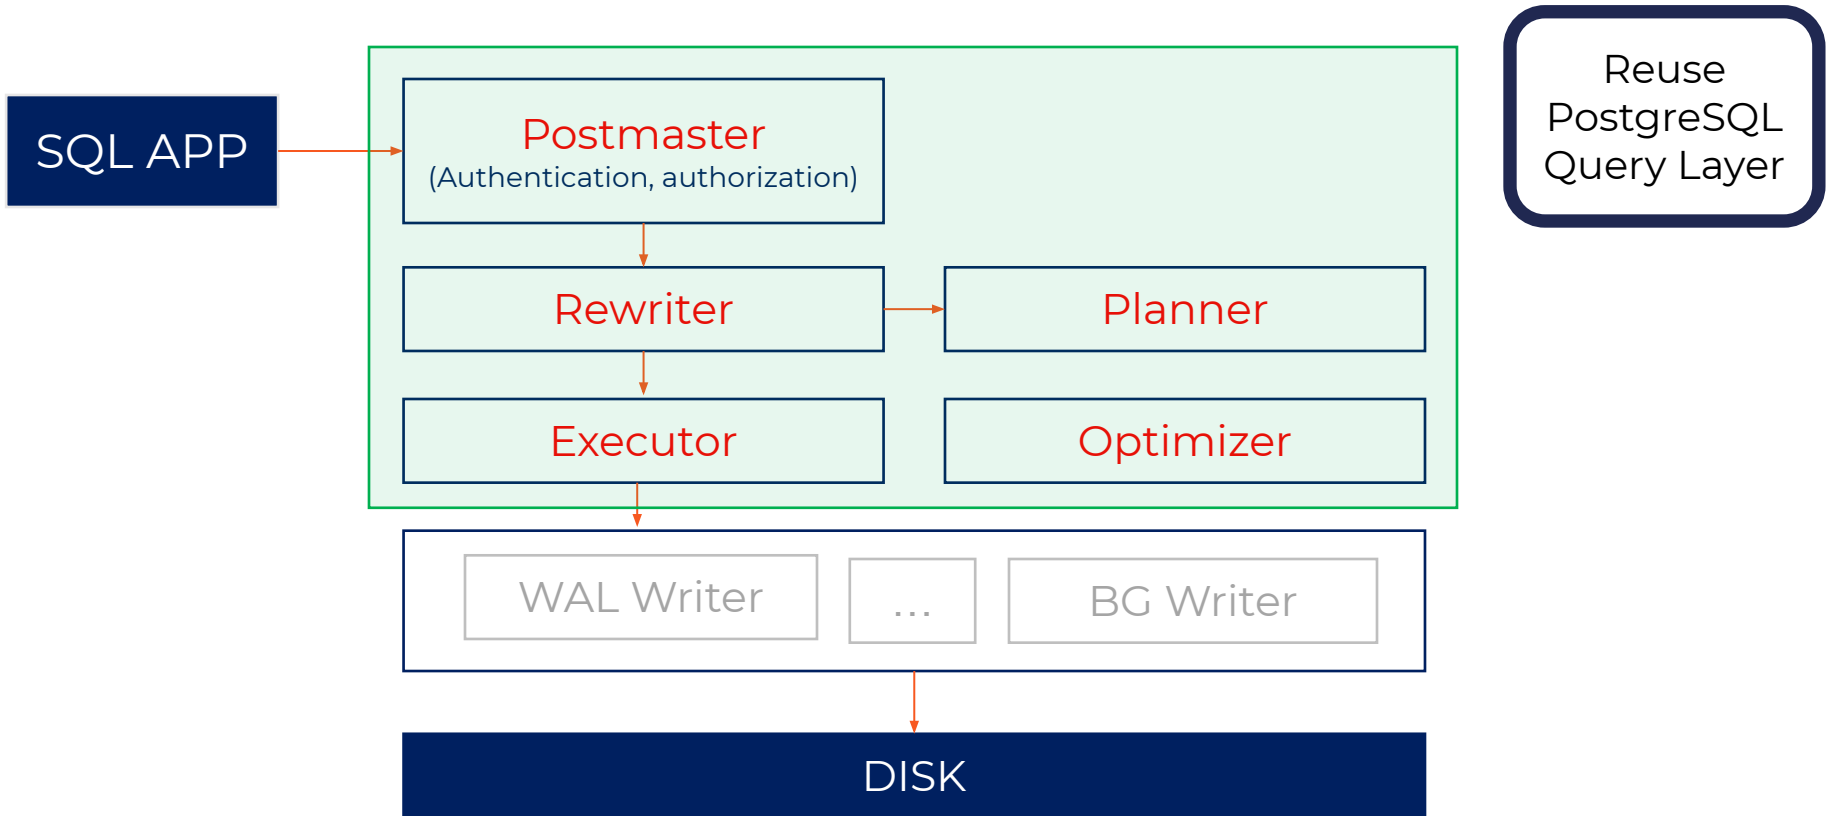 SQL APP
Postmaster
(Authentication, authorization)
Reuse
PostgreSQL
Query Layer
Rewriter
Planner
Executor
Optimizer
WAL Writer
...
BG Writer
DISK